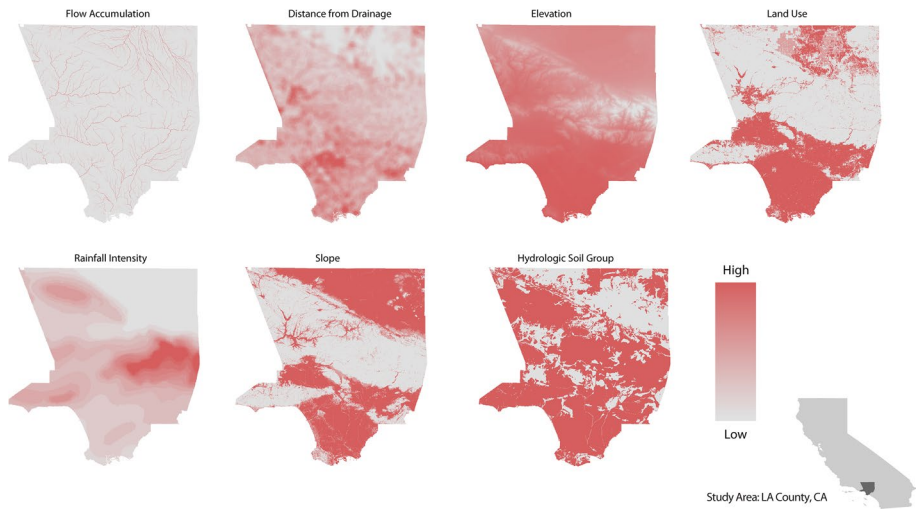 Flow Accumulation
Distance from Drainage
Elevation
Land Use
Rainfall Intensity
Slope
Hydrologic Soil Group
High
Low
Study Area: LA County, CA